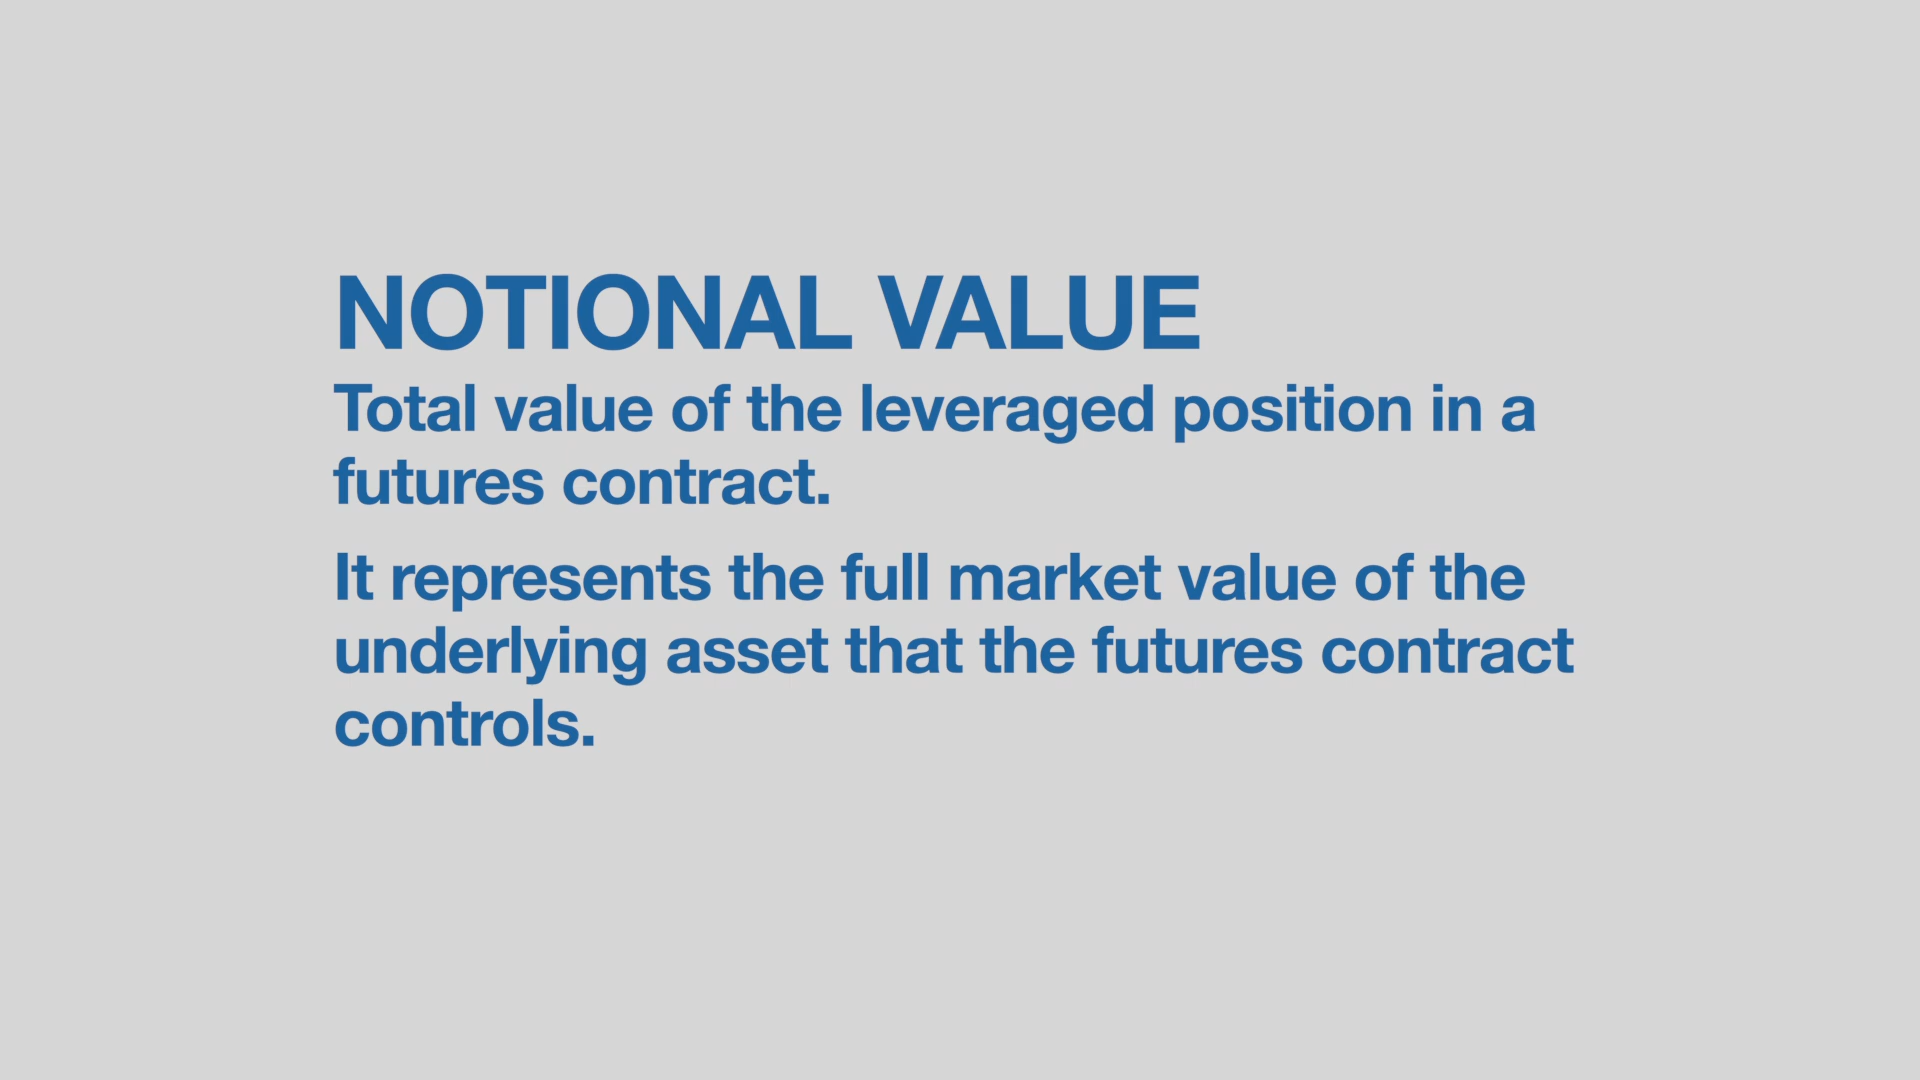 NOTIONAL VALUE
Total value of the leveraged position in a
futures contract.
It represents the full market value of the
underlying asset that the futures contract
controls.